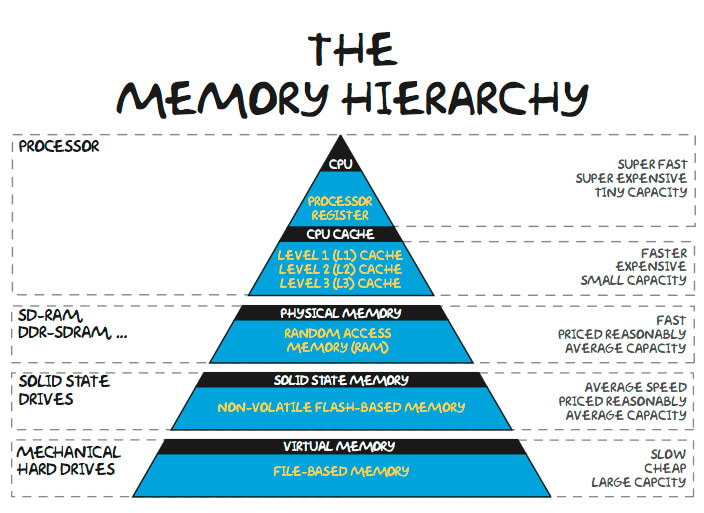 THE
MEMORY HIERARCHY
PROCESSOR
CPU
PROCESSOR
REGISTER
SUPER FAST
SUPER EXPENSIVE
TINY CAPACITY
CPU CACHE
LEVEL 1 (L1) CACHE
LEVEL 2 (L2) CACHE
LEVEL 3 (L3) CACHE
FASTER
EXPENSIVE
SMALL CAPACITY
SD-RAM,
DDR-SDRAM, ...
PHYSICAL MEMORY
RANDOM ACCESS
MEMORY (RAM)
FAST
PRICED REASONABLY
AVERAGE CAPACITY
SOLID STATE
DRIVES
SOLID STATE MEMORY
NON-VOLATILE FLASH-BASED MEMORY
AVERAGE SPEED
PRICED REASONABLY
AVERAGE CAPACITY
MECHANICAL
HARD DRIVES
VIRTUAL MEMORY
FILE-BASED MEMORY
SLOW
CHEAP
LARGE CAPCITY